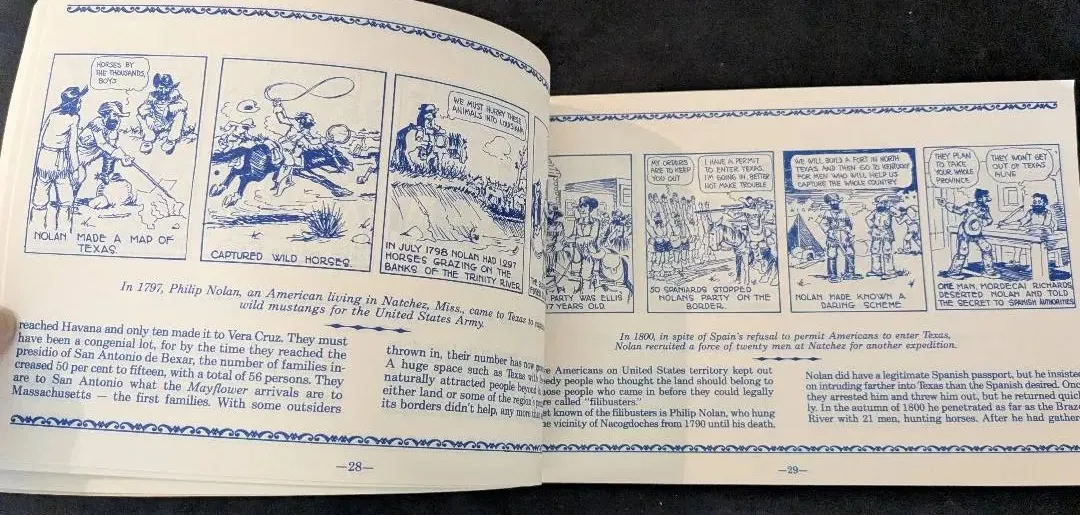 HORSES BY
THE THOUSANDS,
BOYS
NOLAN MADE A MAP OF
TEXAS.
CAPTURED WILD HORSES.
WE MUST HURRY THESE
ANIMALS INTO LOUISIANA
IN JULY 1798 NOLAN HAD 1297
HORSES GRAZING ON THE
BANKS OF THE TRINITY RIVER
In 1797, Philip Nolan, an American living in Natchez, Miss., came to Texas to
wild mustangs for the United States Army.
reached Havana and only ten made it to Vera Cruz. They must
have been a congenial lot, for by the time they reached the
presidio of San Antonio de Bexar, the number of families in-
creased 50 per cent to fifteen, with a total of 56 persons. They
are to San Antonio what the Mayflower arrivals are to
Massachusetts — the first families. With some outsiders
thrown in, their number has now
A huge space such as Texas with
naturally attracted people beyond
either land or some of the region's
its borders didn't help, any more
—28—
PARTY WAS ELLIS
17 YEARS OLD.
MY ORDERS
ARE TO KEEP
YOU OUT
I HAVE A PERMIT
TO ENTER TEXAS.
I'M GOING IN. BETTER
NOT MAKE TROUBLE
50 SPANIARDS STOPPED
NOLAN'S PARTY ON THE
BORDER.
WE WILL BUILD A FORT IN NORTH
TEXAS AND THEN GO TO KENTUCKY
FOR MEN WHO WILL HELP US
CAPTURE THE WHOLE COUNTRY
NOLAN MADE KNOWN A
DARING SCHEME
THEY PLAN
TO TAKE
YOUR WHOLE
PROVINCE
THEY WON'T GET
OUT OF TEXAS
ALIVE
ONE MAN, MORDECAI RICHARDS,
DESERTED NOLAN AND TOLD
THE SECRET TO SPANISH AUTHORITIES
In 1800, in spite of Spain's refusal to permit Americans to enter Texas,
Nolan recruited a force of twenty men at Natchez for another expedition.
Americans on United States territory kept out
people who thought the land should belong to
people who came in before they could legally
called "filibusters."
known of the filibusters is Philip Nolan, who hung
vicinity of Nacogdoches from 1790 until his death.
Nolan did have a legitimate Spanish passport, but he insisted
on intruding farther into Texas than the Spanish desired. Once
they arrested him and threw him out, but he returned quick-
ly. In the autumn of 1800 he penetrated as far as the Brazos
River with 21 men, hunting horses. After he had
—29—